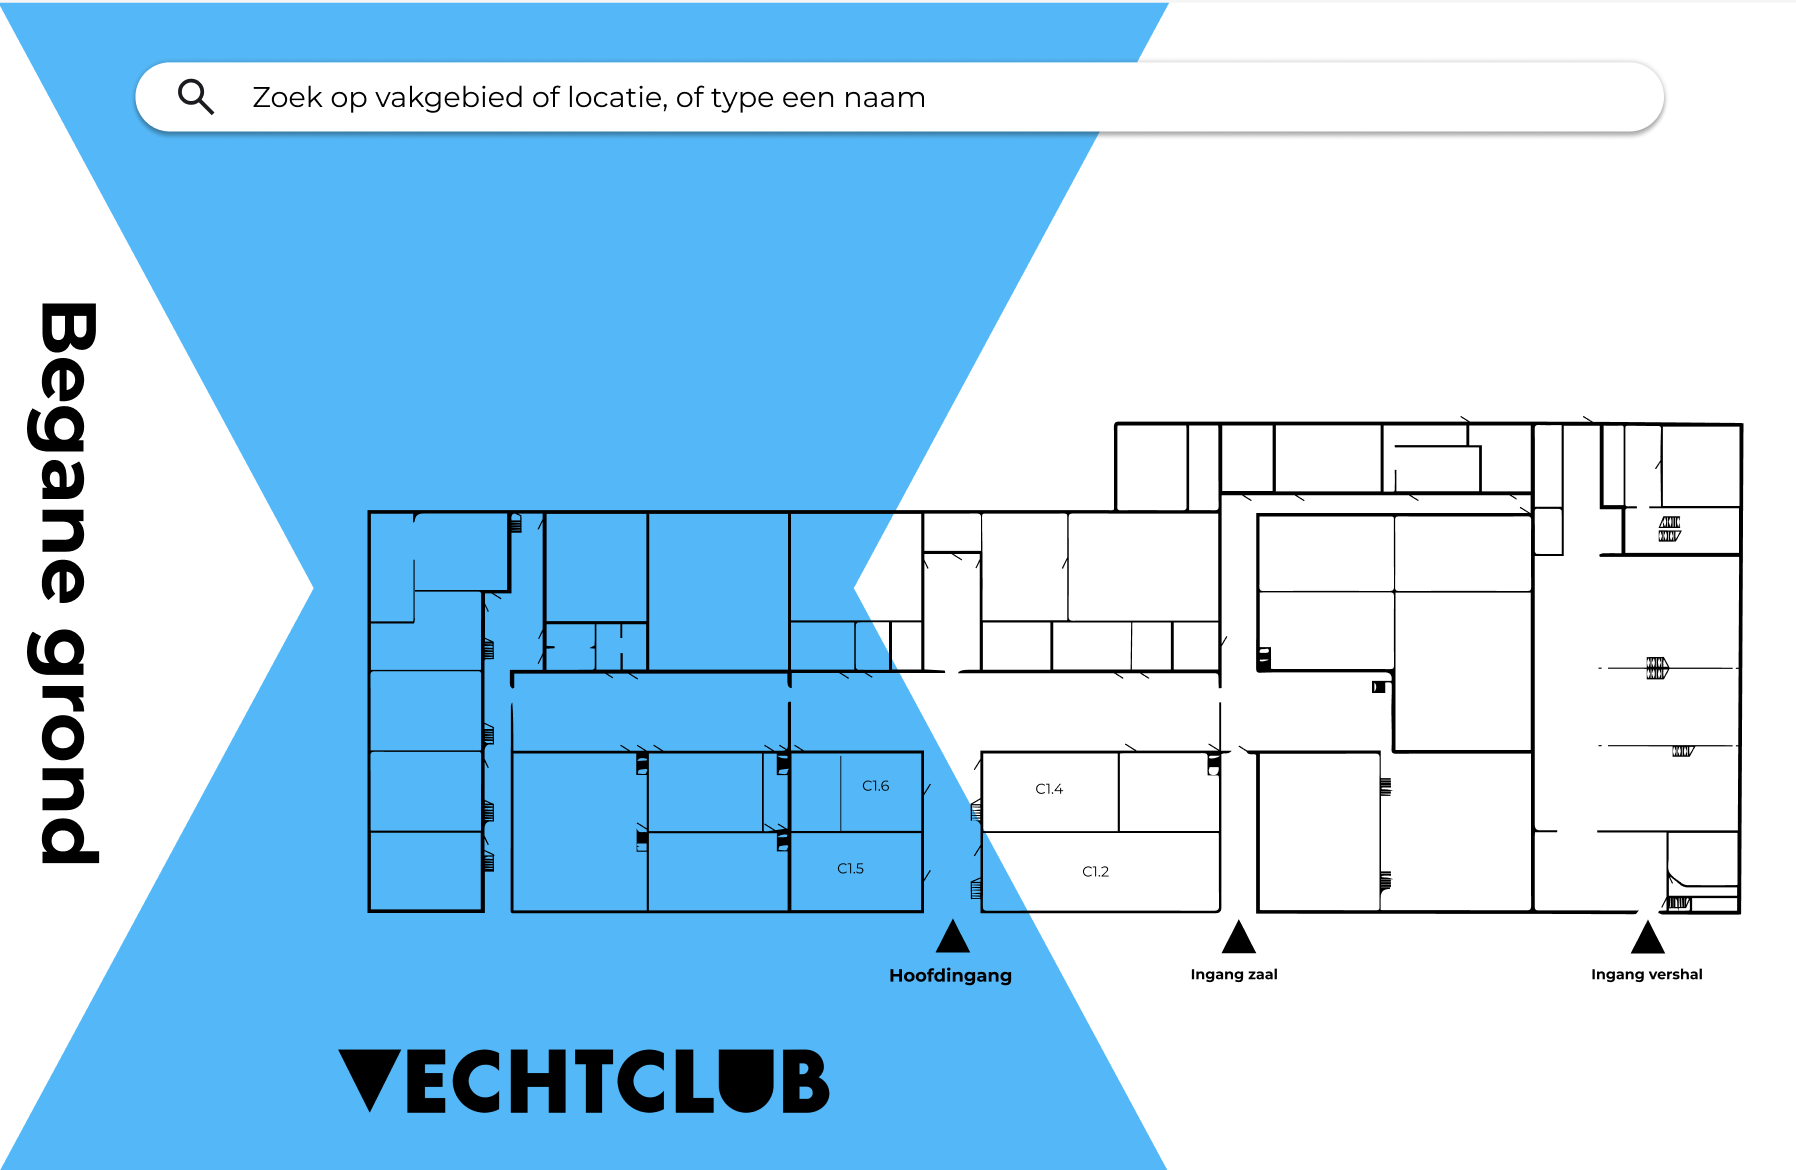 Zoek op vakgebied of locatie, of type een naam
Begane grond
C1.6
C1.4
C1.5
C1.2
Hoofdingang
Ingang zaal
Ingang vershal
VECHTCLUB